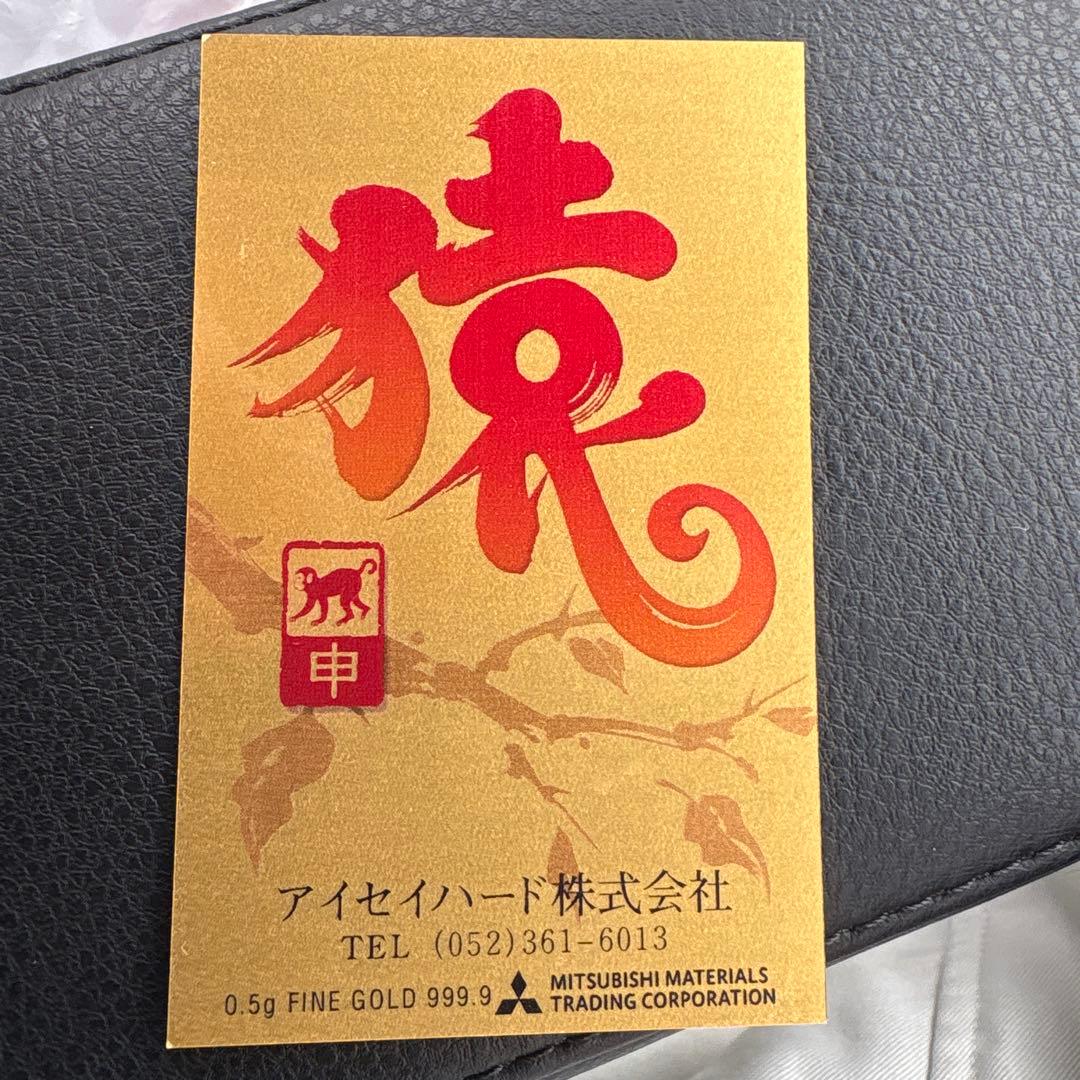 猿
申
アイセイハード株式会社
TEL (052)361-6013
0.5g FINE GOLD 999.9
MITSUBISHI MATERIALS
TRADING CORPORATION